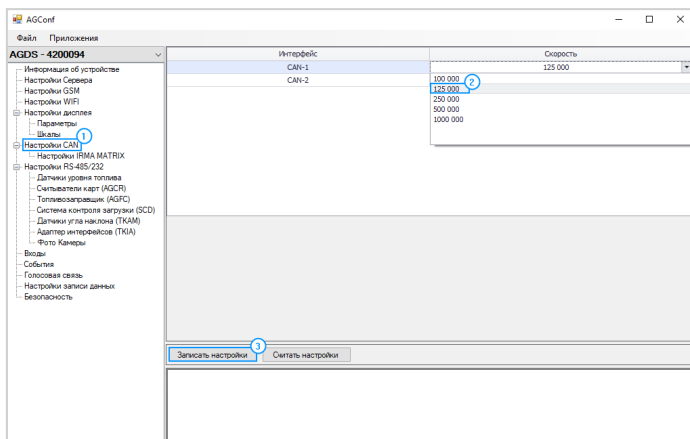 AGConf
Файл Приложения
AGDS - 4200094
Информация об устройстве
Настройки Сервера
Настройки GSM
Настройки WIFI
Настройки дисплея
Параметры
Шкалы
1
Настройки CAN
Настройки IRMA MATRIX
Настройки RS-485/232
Датчики уровня топлива
Считыватели карт (AGCR)
Топливозаправщик (AGFC)
Система контроля загрузки (SCD)
Датчики угла наклона (TKAM)
Адаптер интерфейсов (TKIA)
Фото Камеры
Входы
События
Голосовая связь
Настройки записи данных
Безопасность
Интерфейс Скорость
CAN-1 125 000
CAN-2
100 000
2
125 000
250 000
500 000
1000 000
3
Записать настройки Считать настройки